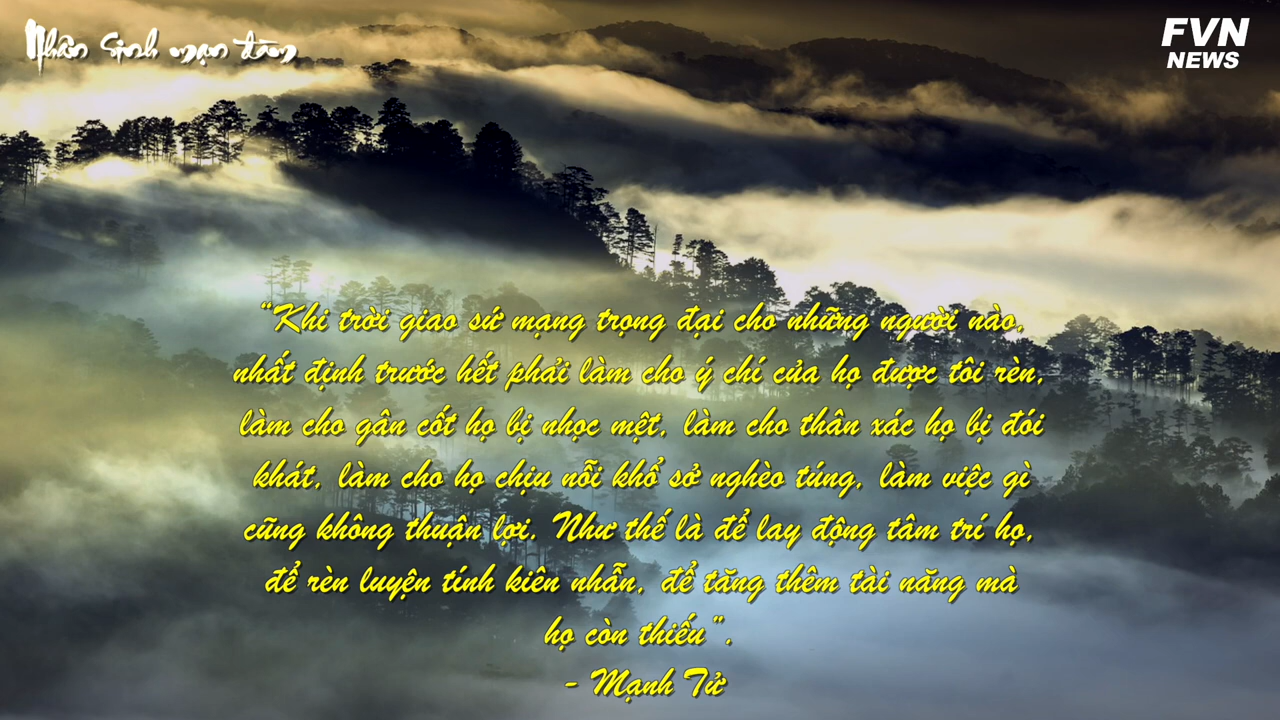 Nhân Sinh mạn đàm
FVN
NEWS
“Khi trời giao sứ mạng trọng đại cho những người nào,
nhất định trước hết phải làm cho ý chí của họ được tôi rèn,
làm cho gân cốt họ bị nhọc mệt, làm cho thân xác họ bị đói
khát, làm cho họ chịu nỗi khổ sở nghèo túng, làm việc gì
cũng không thuận lợi. Như thế là để lay động tâm trí họ,
để rèn luyện tính kiên nhẫn, để tăng thêm tài năng mà
họ còn thiếu”.
- Mạnh Tử